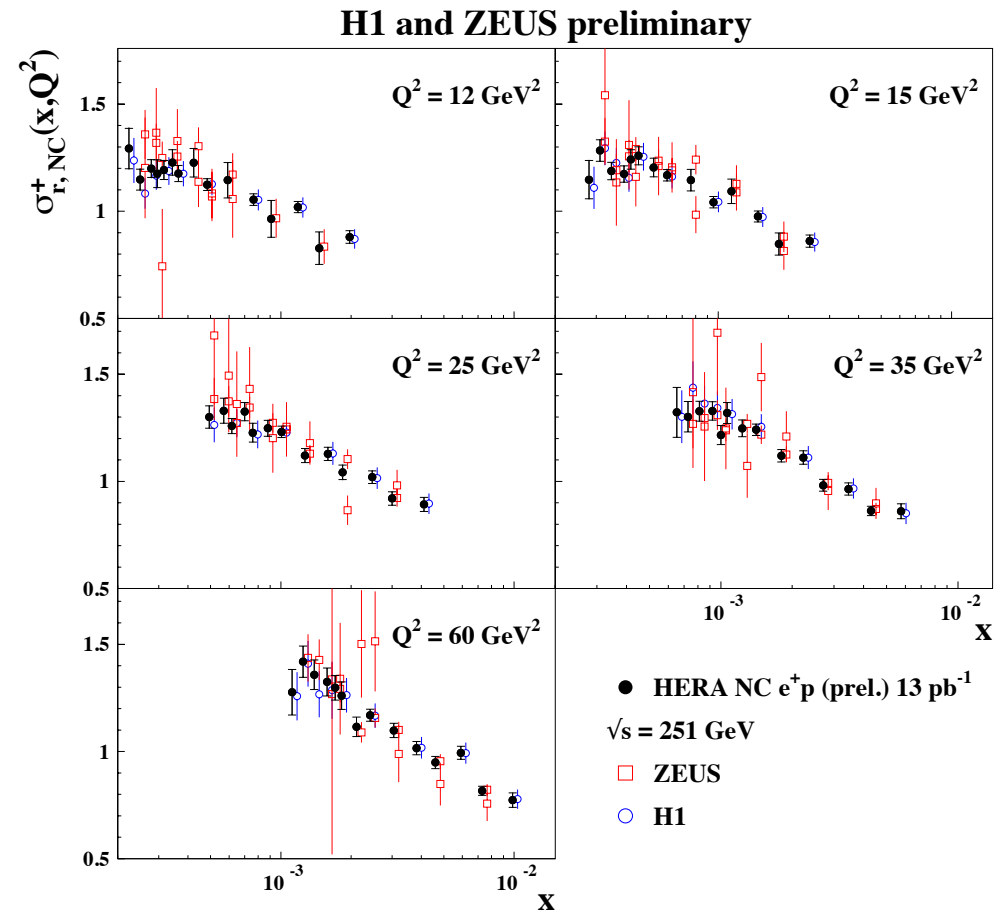 H1 and ZEUS preliminary
σ⁺r, NC(x,Q²)
Q² = 12 GeV²
Q² = 15 GeV²
1.5
1
0.5
Q² = 25 GeV²
Q² = 35 GeV²
1.5
1
0.5
10⁻³
10⁻²
x
Q² = 60 GeV²
1.5
1
0.5
10⁻³
10⁻²
x
HERA NC e⁺p (prel.) 13 pb⁻¹
√s = 251 GeV
ZEUS
H1